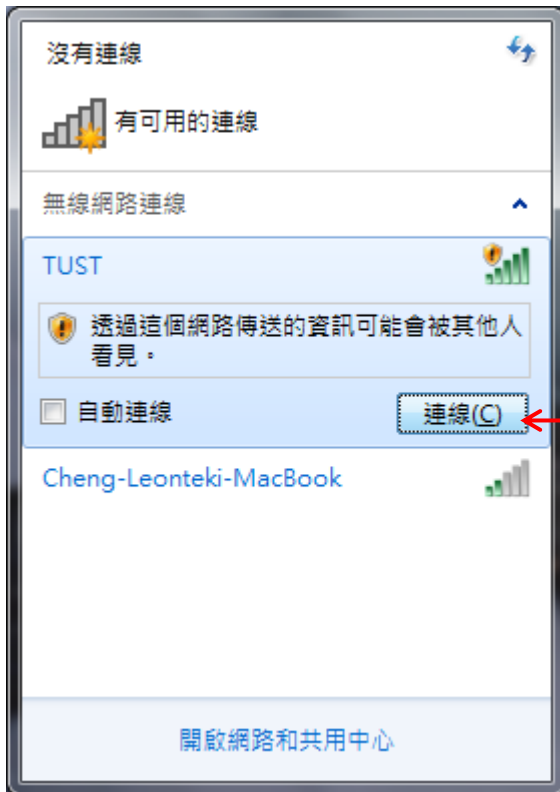 沒有連線
有可用的連線
無線網路連線
TUST
透過這個網路傳送的資訊可能會被其他人
看見。
自動連線
連線(C)
Cheng-Leonteki-MacBook
開啟網路和共用中心